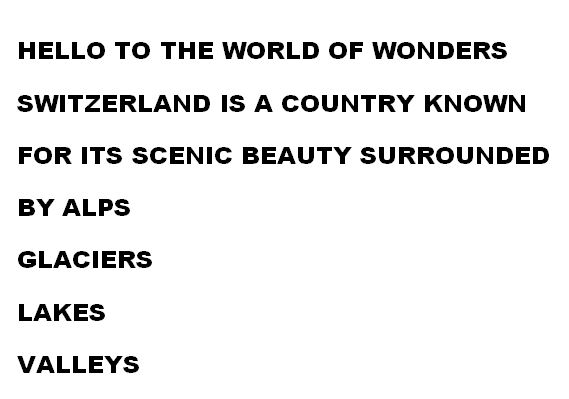 HELLO TO THE WORLD OF WONDERS
SWITZERLAND IS A COUNTRY KNOWN
FOR ITS SCENIC BEAUTY SURROUNDED
BY ALPS
GLACIERS
LAKES
VALLEYS